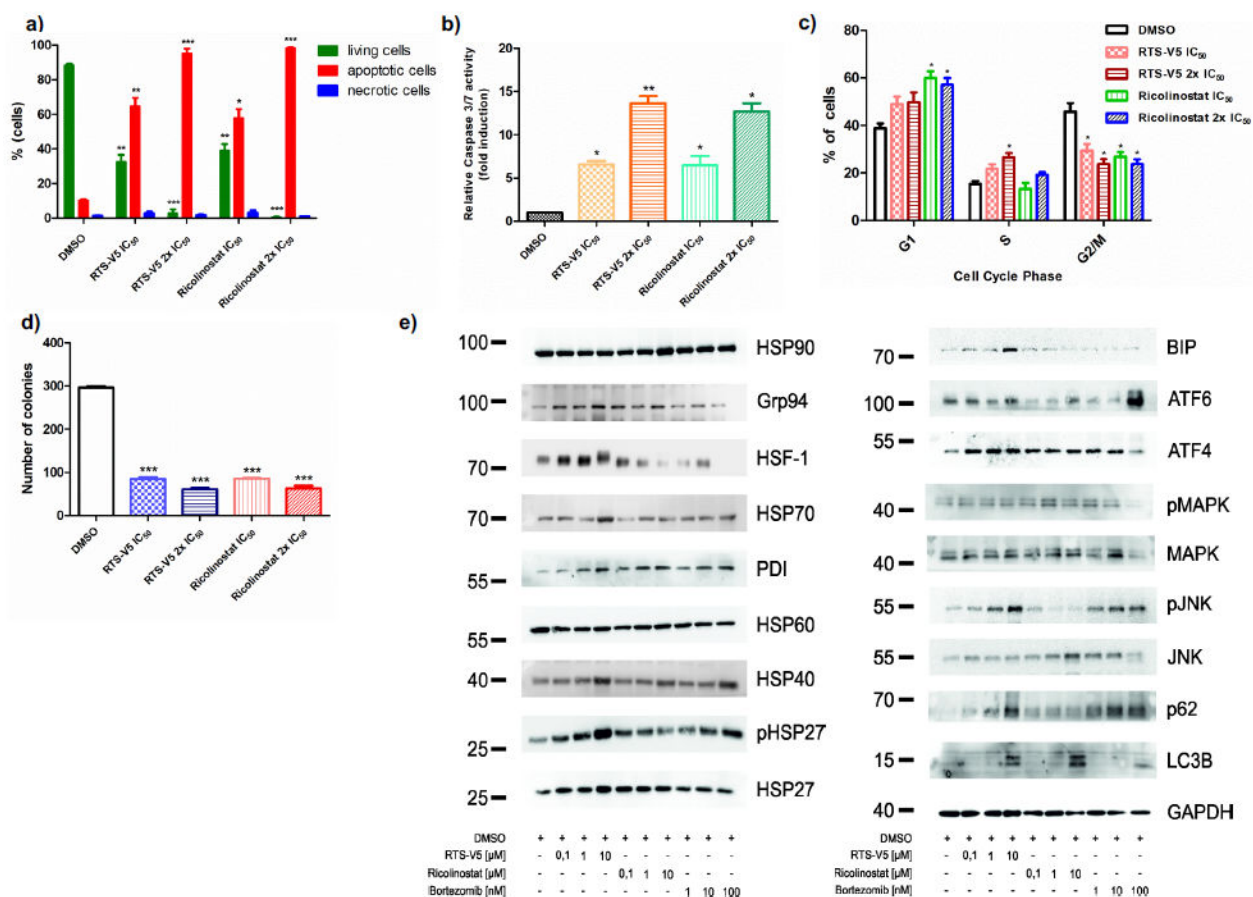 a)
% (cells)
100
80
60
40
20
0
living cells
apoptotic cells
necrotic cells
** ** *** *** ** * *** ***
DMSO
RTS-V5 IC50
RTS-V5 2x IC50
Ricolinostat IC50
Ricolinostat 2x IC50
b)
Relative Caspase 3/7 activity
(fold induction)
20
15
10
5
0
* ** * *
DMSO
RTS-V5 IC50
RTS-V5 2x IC50
Ricolinostat IC50
Ricolinostat 2x IC50
c)
% of cells
80
60
40
20
0
DMSO
RTS-V5 IC50
RTS-V5 2x IC50
Ricolinostat IC50
Ricolinostat 2x IC50
* * * * * * *
G1 S G2/M
Cell Cycle Phase
d)
Number of colonies
400
300
200
100
0
*** *** *** ***
DMSO
RTS-V5 IC50
RTS-V5 2x IC50
Ricolinostat IC50
Ricolinostat 2x IC50
e)
100 HSP90
100 Grp94
70 HSF-1
70 HSP70
55 PDI
55 HSP60
40 HSP40
25 pHSP27
25 HSP27
DMSO + + + + + + + + + +
RTS-V5 [µM] - 0,1 1 10 - - - - - -
Ricolinostat [µM] - - - - 0,1 1 10 - - -
Bortezomib [nM] - - - - - - - 1 10 100
70 BIP
100 ATF6
55 ATF4
40 pMAPK
40 MAPK
55 pJNK
55 JNK
70 p62
15 LC3B
40 GAPDH
DMSO + + + + + + + + + +
RTS-V5 [µM] - 0,1 1 10 - - - - - -
Ricolinostat [µM] - - - - 0,1 1 10 - - -
Bortezomib [nM] - - - - - - - 1 10 100